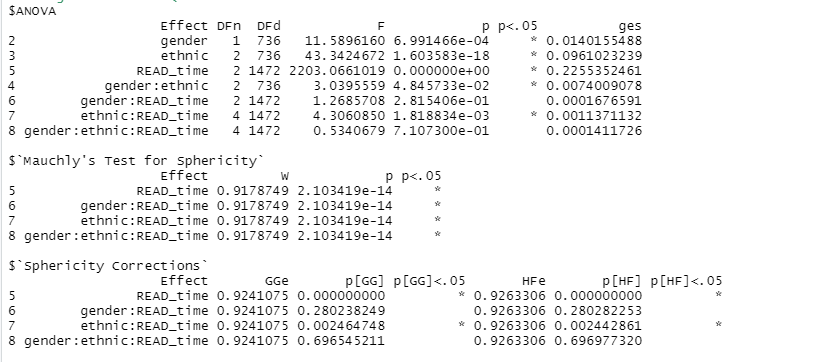 $ANOVA
Effect DFn DFd F p p<.05 ges
2 gender 1 736 11.5896160 6.991466e-04 * 0.0140155488
3 ethnic 2 736 43.3424672 1.603583e-18 * 0.0961023239
5 READ_time 2 1472 2203.0661019 0.000000e+00 * 0.2255352461
4 gender:ethnic 2 736 3.0395559 4.845733e-02 * 0.0074009078
6 gender:READ_time 2 1472 1.2685708 2.815406e-01 0.0001676591
7 ethnic:READ_time 4 1472 4.3060850 1.818834e-03 * 0.0011371132
8 gender:ethnic:READ_time 4 1472 0.5340679 7.107300e-01 0.0001411726
$`Mauchly's Test for Sphericity`
Effect W p p<.05
5 READ_time 0.9178749 2.103419e-14 *
6 gender:READ_time 0.9178749 2.103419e-14 *
7 ethnic:READ_time 0.9178749 2.103419e-14 *
8 gender:ethnic:READ_time 0.9178749 2.103419e-14 *
$`Sphericity Corrections`
Effect GGe p[GG] p[GG]<.05 HFe p[HF] p[HF]<.05
5 READ_time 0.9241075 0.000000000 * 0.9263306 0.000000000 *
6 gender:READ_time 0.9241075 0.280238249 0.9263306 0.280282253
7 ethnic:READ_time 0.9241075 0.002464748 * 0.9263306 0.002442861 *
8 gender:ethnic:READ_time 0.9241075 0.696545211 0.9263306 0.696977320